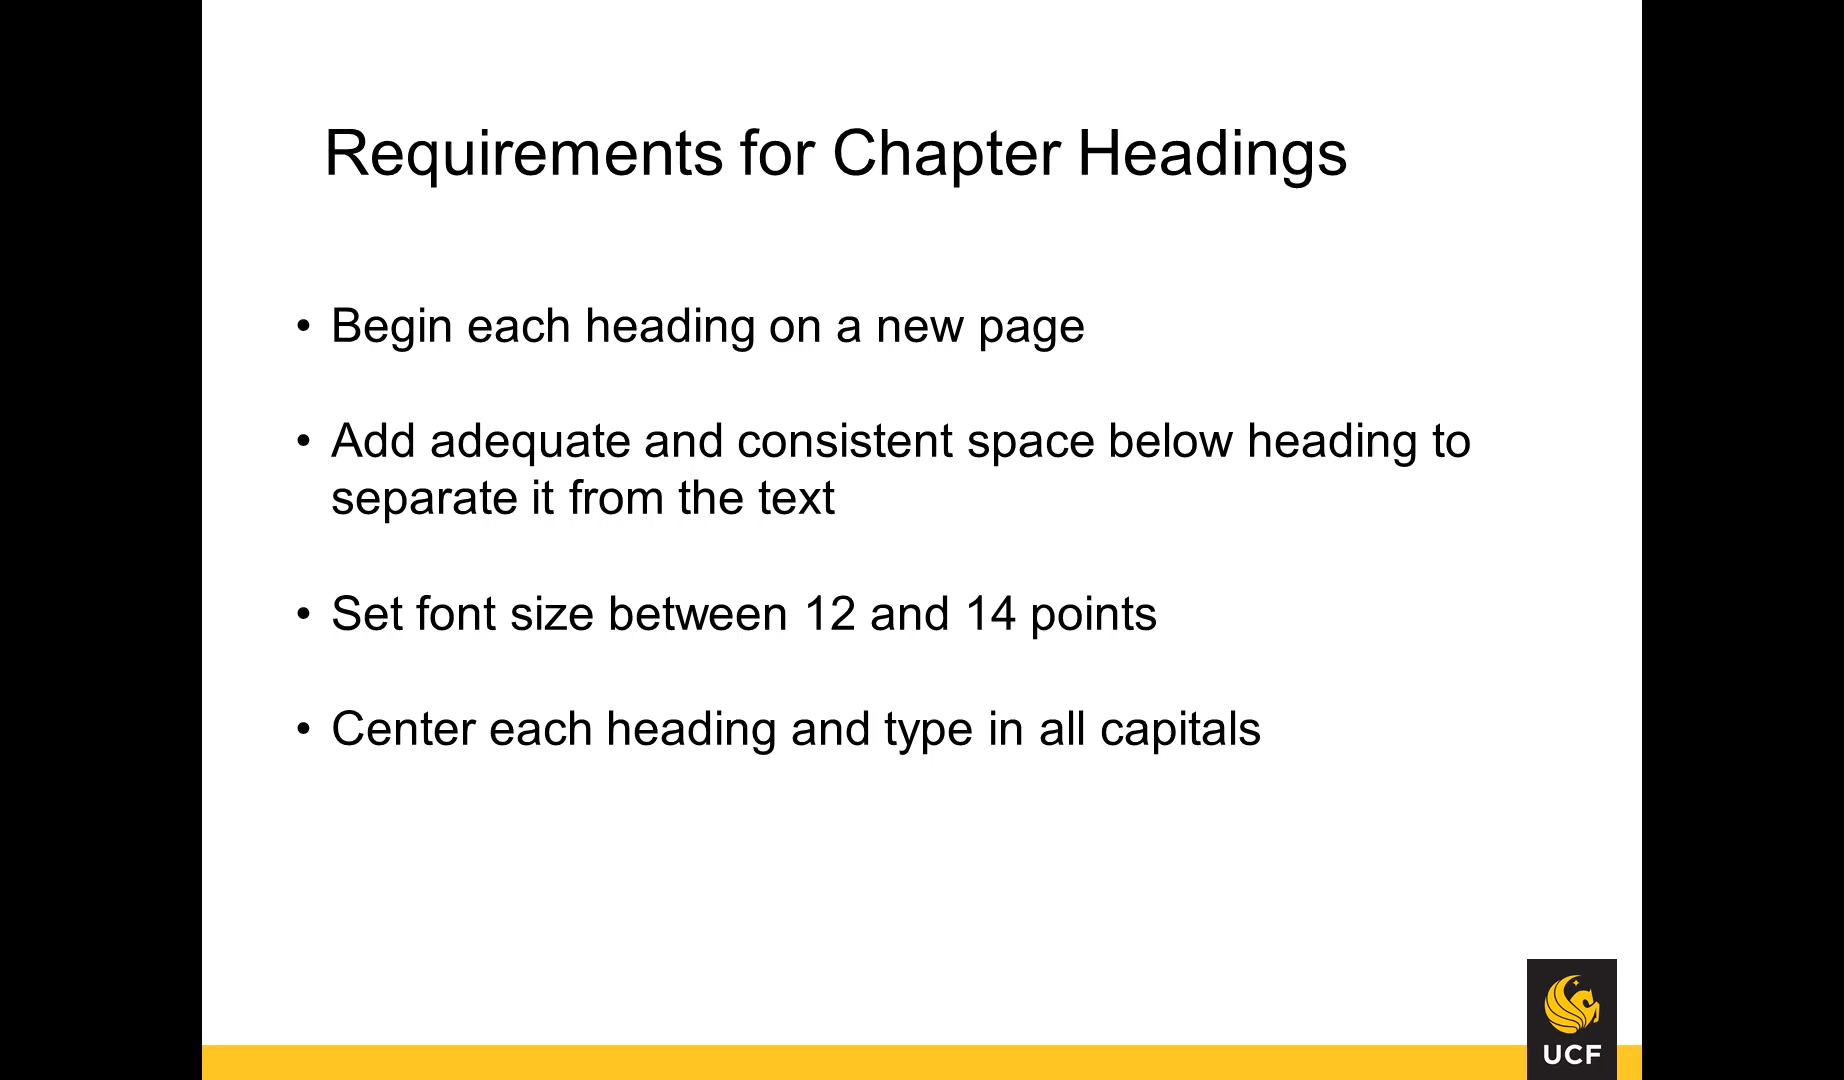 Requirements for Chapter Headings
• Begin each heading on a new page
• Add adequate and consistent space below heading to
separate it from the text
• Set font size between 12 and 14 points
• Center each heading and type in all capitals
UCF